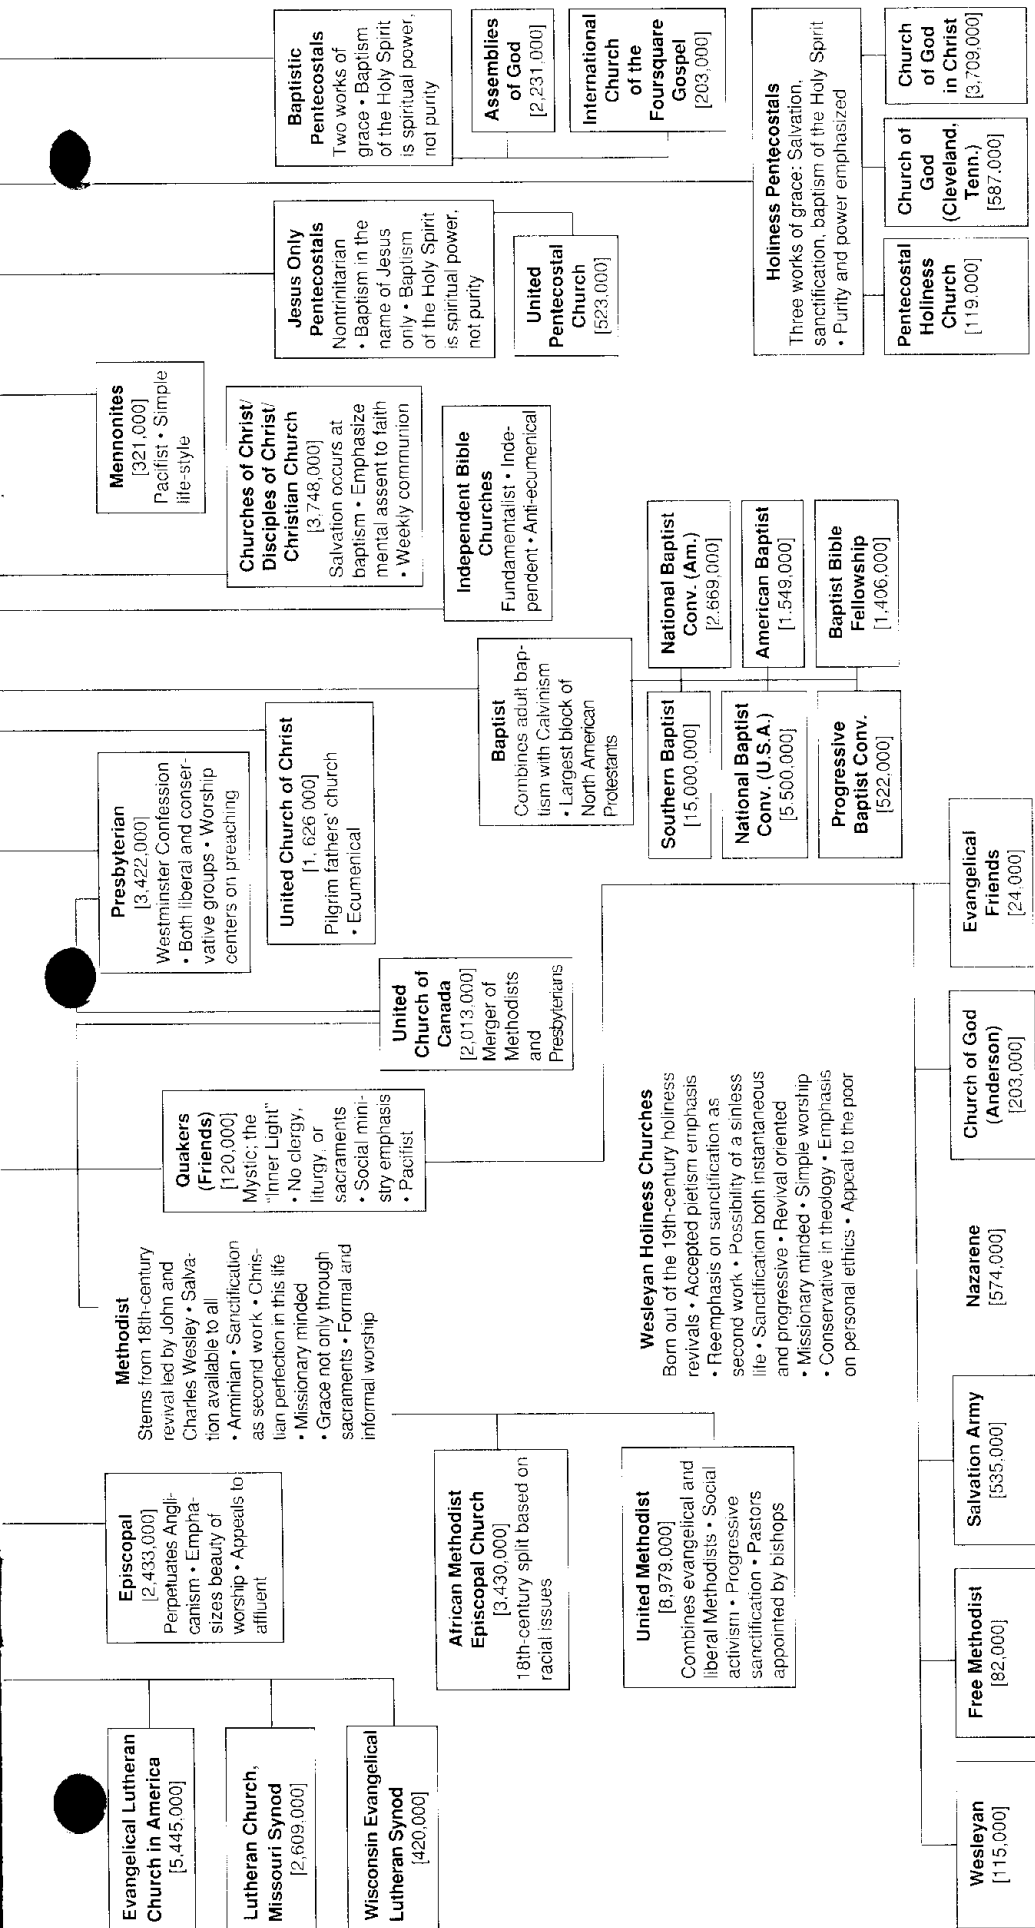 Evangelical Lutheran
Church in America
[5,445,000]
Lutheran Church,
Missouri Synod
[2,609,000]
Wisconsin Evangelical
Lutheran Synod
[420,000]
Episcopal
[2,433,000]
Perpetuates Angli-
canism • Empha-
sizes beauty of
worship • Appeals to
affluent
Methodist
Stems from 18th-century
revival led by John and
Charles Wesley • Salva-
tion available to all
• Arminian • Sanctification
as second work • Chris-
tian perfection in this life
• Missionary minded
• Grace not only through
sacraments • Formal and
informal worship
African Methodist
Episcopal Church
[3,430,000]
18th-century split based on
racial issues
United Methodist
[8,979,000]
Combines evangelical and
liberal Methodists • Social
activism • Progressive
sanctification • Pastors
appointed by bishops
Quakers
(Friends)
[120,000]
Mystic; the
"Inner Light"
• No clergy,
liturgy, or
sacraments
• Social mini-
stry emphasis
• Pacifist
United
Church of
Canada
[2,013,000]
Merger of
Methodists
and
Presbyterians
Presbyterian
[3,422,000]
Westminster Confession
• Both liberal and conser-
vative groups • Worship
centers on preaching
United Church of Christ
[1,626 000]
Pilgrim fathers' church
• Ecumenical
Baptist
Combines adult bap-
tism with Calvinism
• Largest block of
North American
Protestants
Southern Baptist
[15,000,000]
National Baptist
Conv. (Am.)
[2,669,000]
National Baptist
Conv. (U.S.A.)
[5,500,000]
American Baptist
[1,549,000]
Progressive
Baptist Conv.
[522,000]
Baptist Bible
Fellowship
[1,406,000]
Mennonites
[321,000]
Pacifist • Simple
life-style
Churches of Christ/
Disciples of Christ/
Christian Church
[3,748,000]
Salvation occurs at
baptism • Emphasize
mental assent to faith
• Weekly communion
Independent Bible
Churches
Fundamentalist • Inde-
pendent • Anti-ecumenical
Jesus Only
Pentecostals
Nontrinitarian
• Baptism in the
name of Jesus
only • Baptism
of the Holy Spirit
is spiritual power,
not purity
United
Pentecostal
Church
[523,000]
Baptistic
Pentecostals
Two works of
grace • Baptism
of the Holy Spirit
is spiritual power,
not purity
Assemblies
of God
[2,231,000]
International
Church
of the
Foursquare
Gospel
[203,000]
Holiness Pentecostals
Three works of grace: Salvation,
sanctification, baptism of the Holy Spirit
• Purity and power emphasized
Pentecostal
Holiness
Church
[119,000]
Church of
God
(Cleveland,
Tenn.)
[587,000]
Church
of God
in Christ
[3,709,000]
Wesleyan Holiness Churches
Born out of the 19th-century holiness
revivals • Accepted pietism emphasis
• Reemphasis on sanctification as
second work • Possibility of a sinless
life • Sanctification both instantaneous
and progressive • Revival oriented
• Missionary minded • Simple worship
• Conservative in theology • Emphasis
on personal ethics • Appeal to the poor
Wesleyan
[115,000]
Free Methodist
[82,000]
Salvation Army
[535,000]
Nazarene
[574,000]
Church of God
(Anderson)
[203,000]
Evangelical
Friends
[24,000]